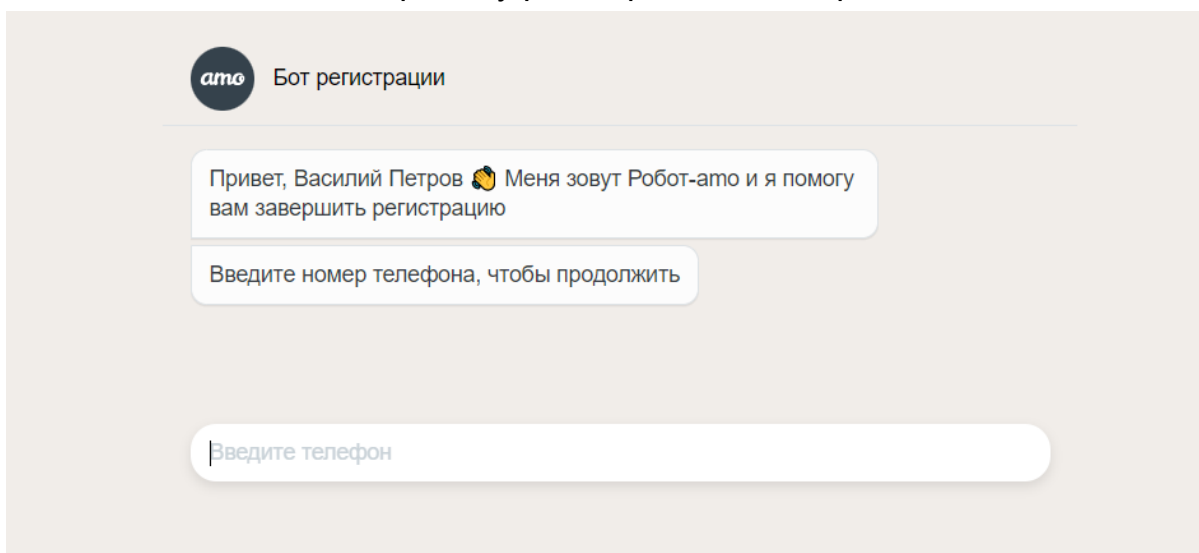 amo
Бот регистрации
Привет, Василий Петров 👏 Меня зовут Робот-amo и я помогу
вам завершить регистрацию
Введите номер телефона, чтобы продолжить
Введите телефон